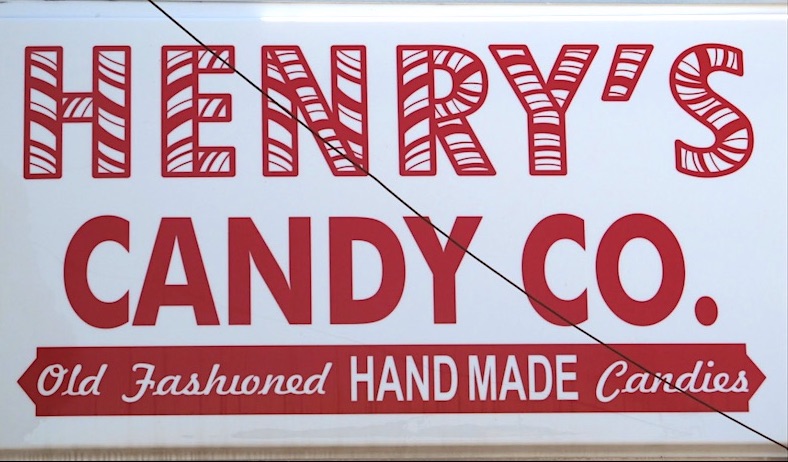 HENRY'S
CANDY CO.
Old Fashioned HAND MADE Candies